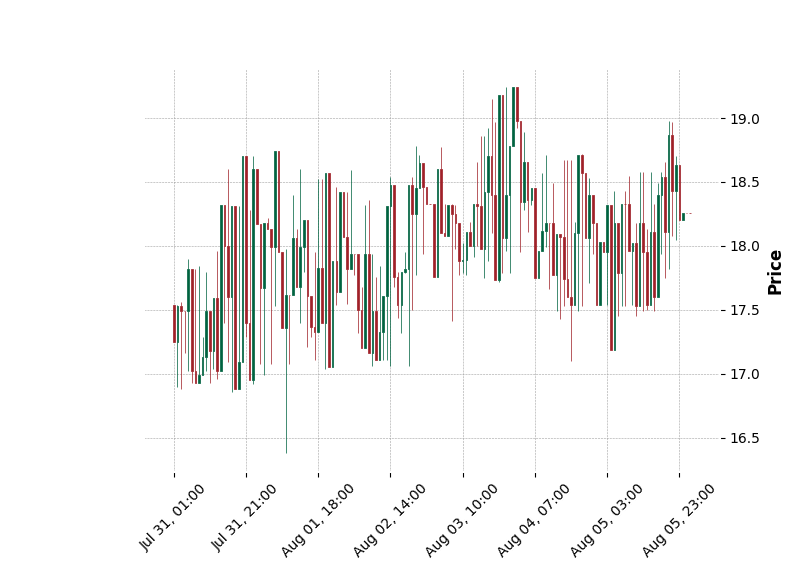 19.0
18.5
18.0
17.5
17.0
16.5
Price
Jul 31, 01:00
Jul 31, 21:00
Aug 01, 18:00
Aug 02, 14:00
Aug 03, 10:00
Aug 04, 07:00
Aug 05, 03:00
Aug 05, 23:00